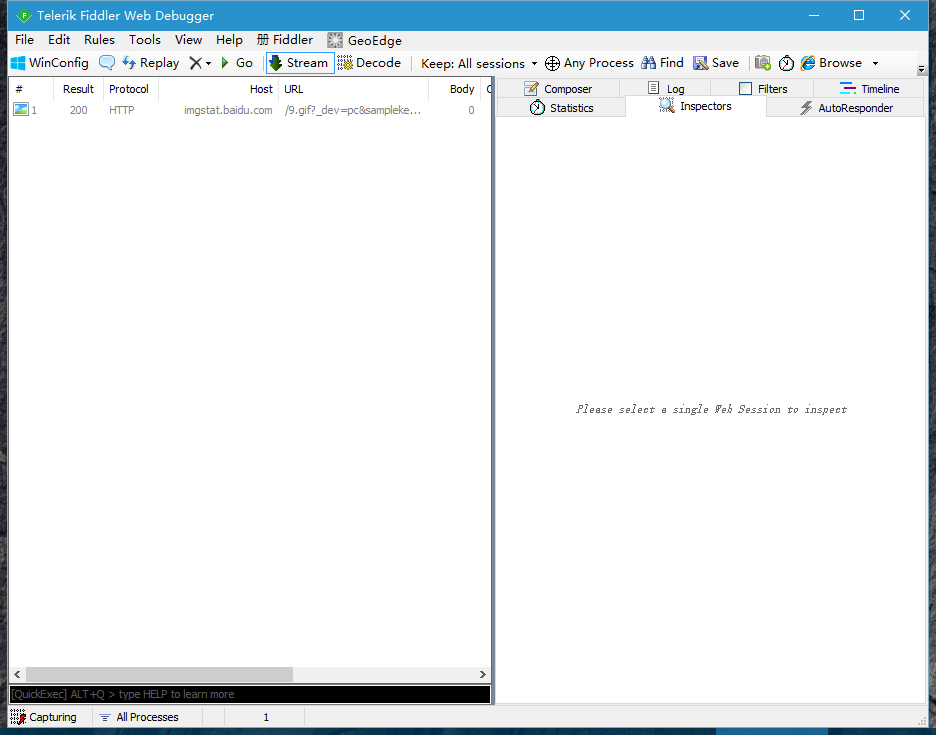 Telerik Fiddler Web Debugger
File Edit Rules Tools View Help 册 Fiddler GeoEdge
WinConfig Replay Go Stream Decode Keep: All sessions Any Process Find Save Browse
# Result Protocol Host URL Body C
1 200 HTTP imgstat.baidu.com /9.gif?_dev=pc&sampleke... 0
Composer Log Filters Timeline
Statistics Inspectors AutoResponder
Please select a single Web Session to inspect
[QuickExec] ALT+Q > type HELP to learn more
Capturing All Processes 1